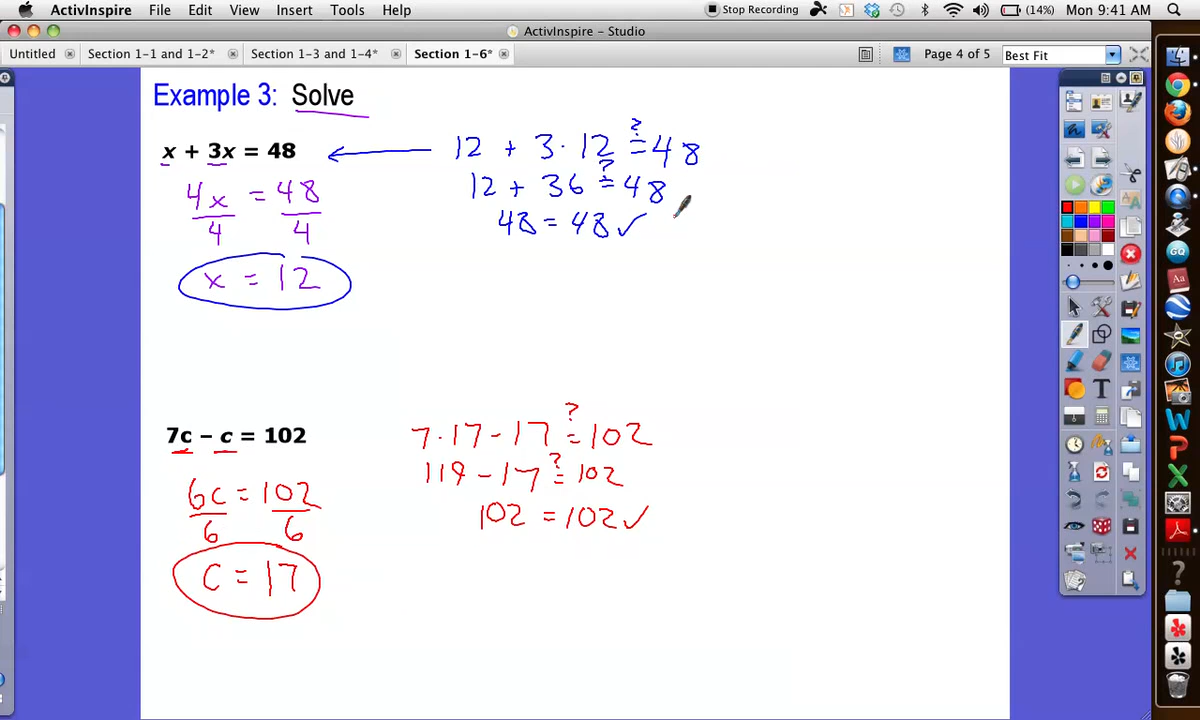 ActivInspire File Edit View Insert Tools Help Stop Recording (14%) Mon 9:41 AM
ActivInspire – Studio
Untitled Section 1-1 and 1-2* Section 1-3 and 1-4* Section 1-6* Page 4 of 5 Best Fit
Example 3: Solve
x + 3x = 48
12 + 3 · 12 ≟ 48
4x = 48
4 4
12 + 36 ≟ 48
48 = 48 ✓
x = 12
7c – c = 102
7·17 – 17 ≟ 102
6c = 102
6 6
119 – 17 ≟ 102
102 = 102 ✓
c = 17
GQ
Aa